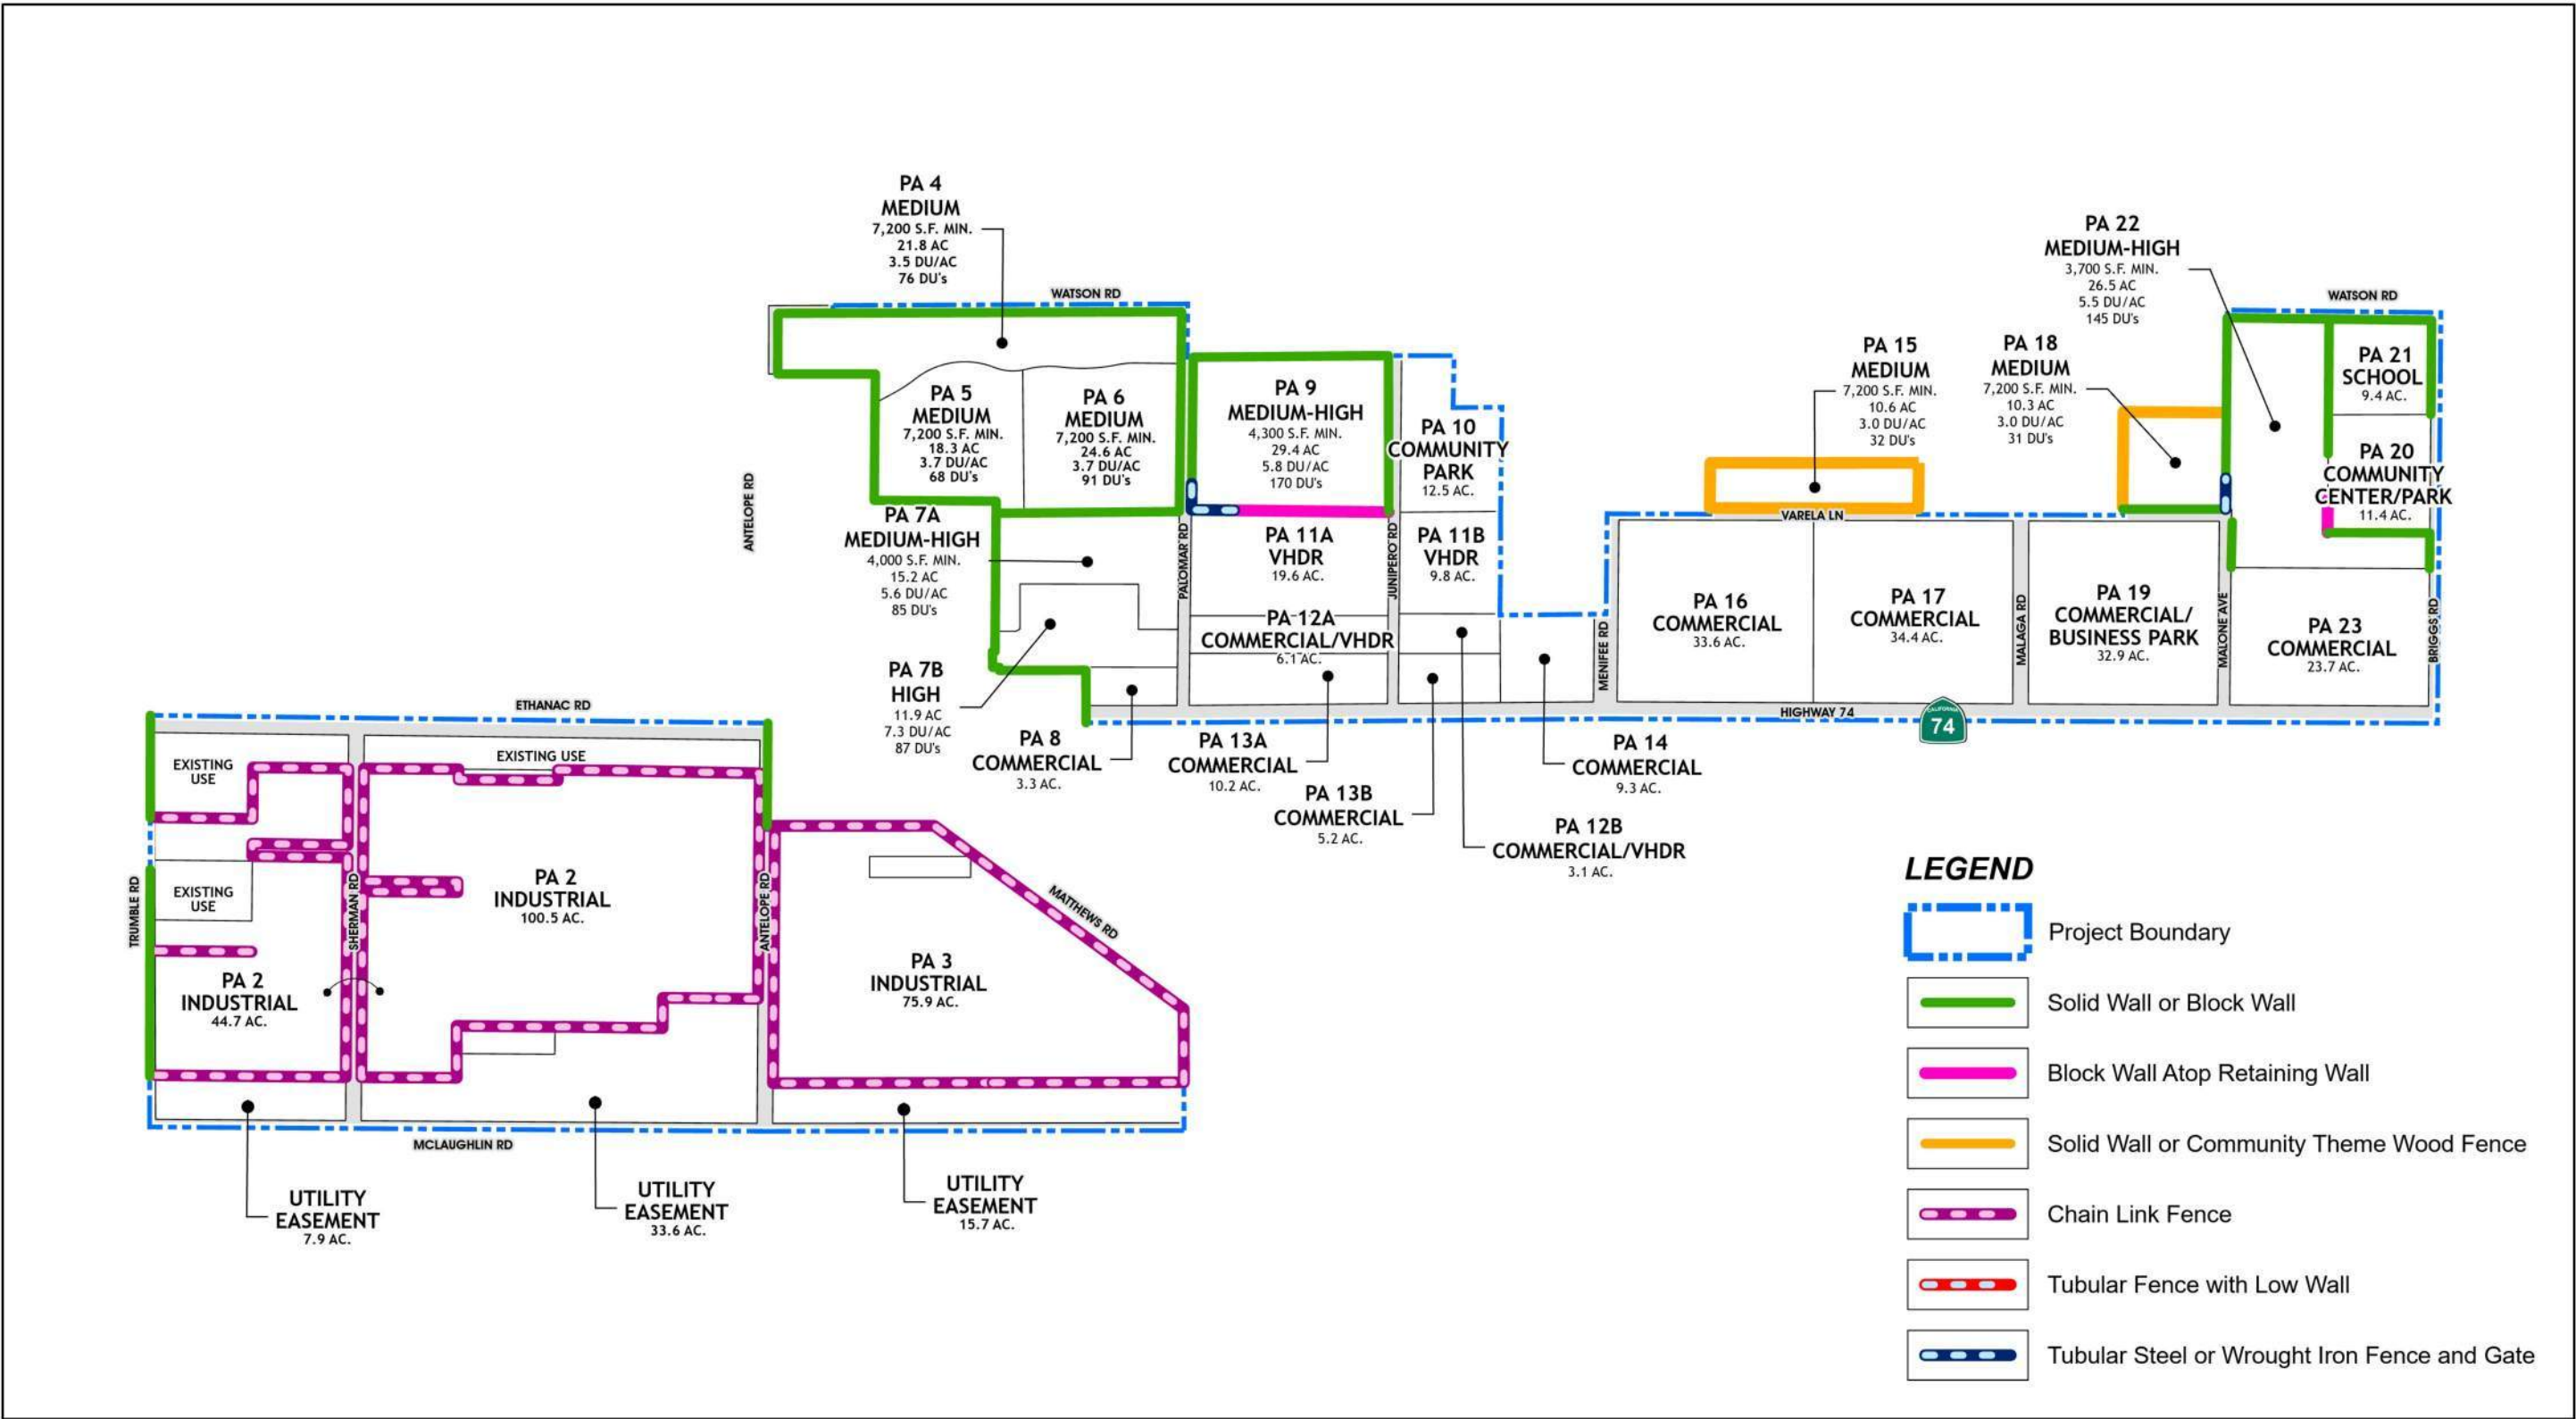 PA 4
MEDIUM
7,200 S.F. MIN.
21.8 AC
3.5 DU/AC
76 DU's
WATSON RD
PA 5
MEDIUM
7,200 S.F. MIN.
18.3 AC
3.7 DU/AC
68 DU's
PA 6
MEDIUM
7,200 S.F. MIN.
24.6 AC
3.7 DU/AC
91 DU's
ANTELOPE RD
PA 7A
MEDIUM-HIGH
4,000 S.F. MIN.
15.2 AC
5.6 DU/AC
85 DU's
PA 7B
HIGH
11.9 AC
7.3 DU/AC
87 DU's
PA 8
COMMERCIAL
3.3 AC.
PALOMAR RD
PA 9
MEDIUM-HIGH
4,300 S.F. MIN.
29.4 AC
5.8 DU/AC
170 DU's
PA 11A
VHDR
19.6 AC.
PA 12A
COMMERCIAL/VHDR
6.1 AC.
PA 13A
COMMERCIAL
10.2 AC.
JUNIPERO RD
PA 10
COMMUNITY
PARK
12.5 AC.
PA 11B
VHDR
9.8 AC.
PA 13B
COMMERCIAL
5.2 AC.
PA 12B
COMMERCIAL/VHDR
3.1 AC.
PA 14
COMMERCIAL
9.3 AC.
MENIFEE RD
PA 15
MEDIUM
7,200 S.F. MIN.
10.6 AC
3.0 DU/AC
32 DU's
VARELA LN
PA 16
COMMERCIAL
33.6 AC.
PA 17
COMMERCIAL
34.4 AC.
HIGHWAY 74
CALIFORNIA
74
MALAGA RD
PA 18
MEDIUM
7,200 S.F. MIN.
10.3 AC
3.0 DU/AC
31 DU's
PA 19
COMMERCIAL/
BUSINESS PARK
32.9 AC.
MALONE AVE
PA 22
MEDIUM-HIGH
3,700 S.F. MIN.
26.5 AC
5.5 DU/AC
145 DU's
WATSON RD
PA 21
SCHOOL
9.4 AC.
PA 20
COMMUNITY
CENTER/PARK
11.4 AC.
PA 23
COMMERCIAL
23.7 AC.
BRIGGS RD
ETHANAC RD
EXISTING
USE
EXISTING USE
EXISTING
USE
TRUMBLE RD
SHERMAN RD
PA 2
INDUSTRIAL
44.7 AC.
PA 2
INDUSTRIAL
100.5 AC.
ANTELOPE RD
PA 3
INDUSTRIAL
75.9 AC.
MATTHEWS RD
MCLAUGHLIN RD
UTILITY
EASEMENT
7.9 AC.
UTILITY
EASEMENT
33.6 AC.
UTILITY
EASEMENT
15.7 AC.
LEGEND
Project Boundary
Solid Wall or Block Wall
Block Wall Atop Retaining Wall
Solid Wall or Community Theme Wood Fence
Chain Link Fence
Tubular Fence with Low Wall
Tubular Steel or Wrought Iron Fence and Gate